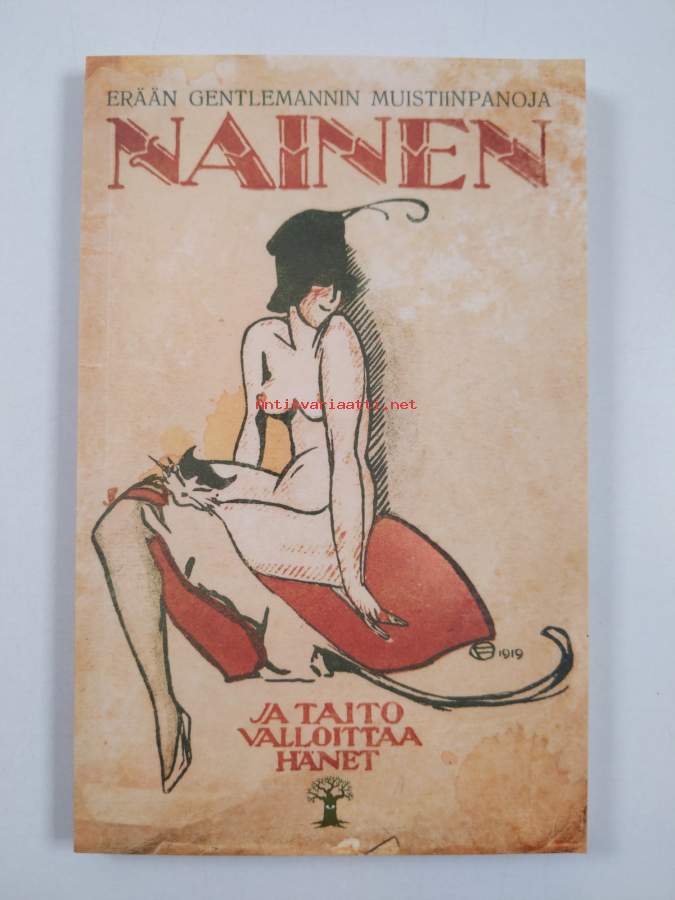 ERÄÄN GENTLEMANNIN MUISTIINPANOJA
NAINEN
Antikvariaatti.net
1919
JA TAITO
VALLOITTAA
HÄNET